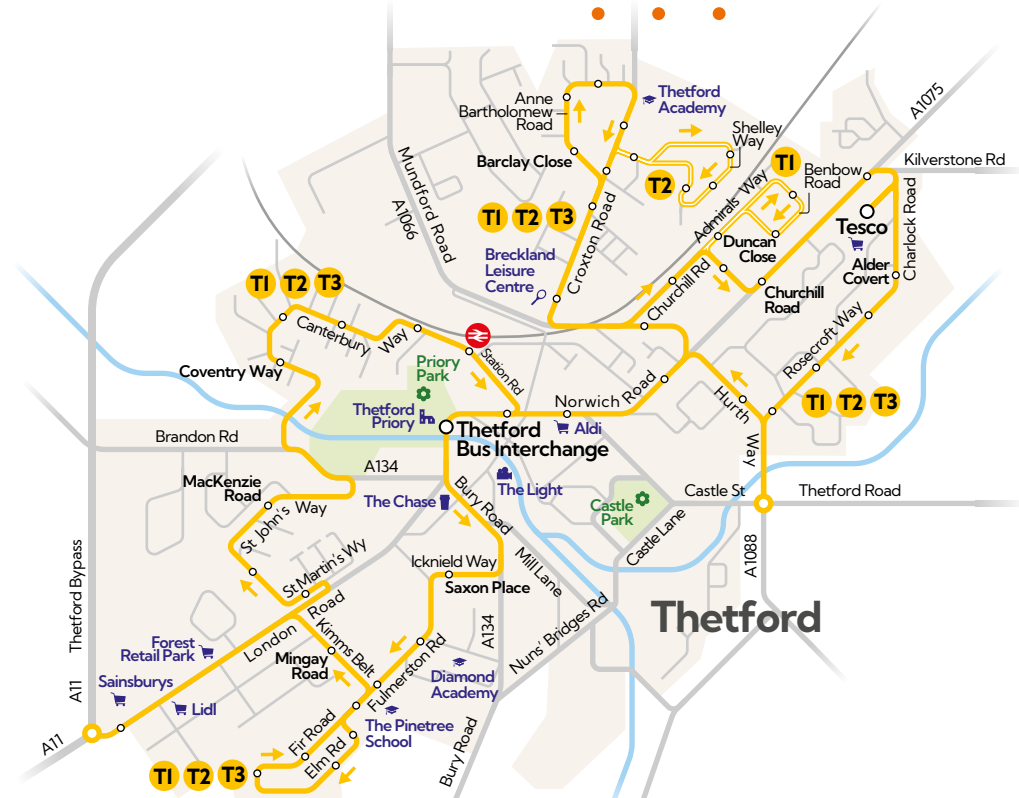 Anne
Bartholomew
Road
Thetford
Academy
Shelley
Way
A1075
Barclay Close
T1
Benbow
Road
Kilverstone Rd
T2
Mundford Road
A1066
T1 T2 T3
Croxton Road
Admirals Way
Tesco
Charlock Road
Duncan
Close
Breckland
Leisure
Centre
Alder
Covert
T1 T2 T3
Churchill Rd
Churchill
Road
Canterbury Way
Station Rd
Rosecroft Way
Coventry Way
Priory
Park
Thetford
Priory
Norwich Road
Hurth Way
T1 T2 T3
Aldi
Thetford
Bus Interchange
Brandon Rd
A134
MacKenzie
Road
The Chase
Bury Road
The Light
Castle
Park
Castle St
Thetford Road
St John's Way
Castle Lane
Thetford Bypass
A11
St Martin's Wy
Icknield Way
Saxon Place
Mill Lane
A1088
London Road
Thetford
Kimms Belt
A134
Nuns' Bridges Rd
Forest
Retail Park
Mingay
Road
Fulmerston Rd
Diamond
Academy
Sainsburys
Lidl
The Pinetree
School
Fir Road
Elm Rd
Bury Road
A11
T1 T2 T3